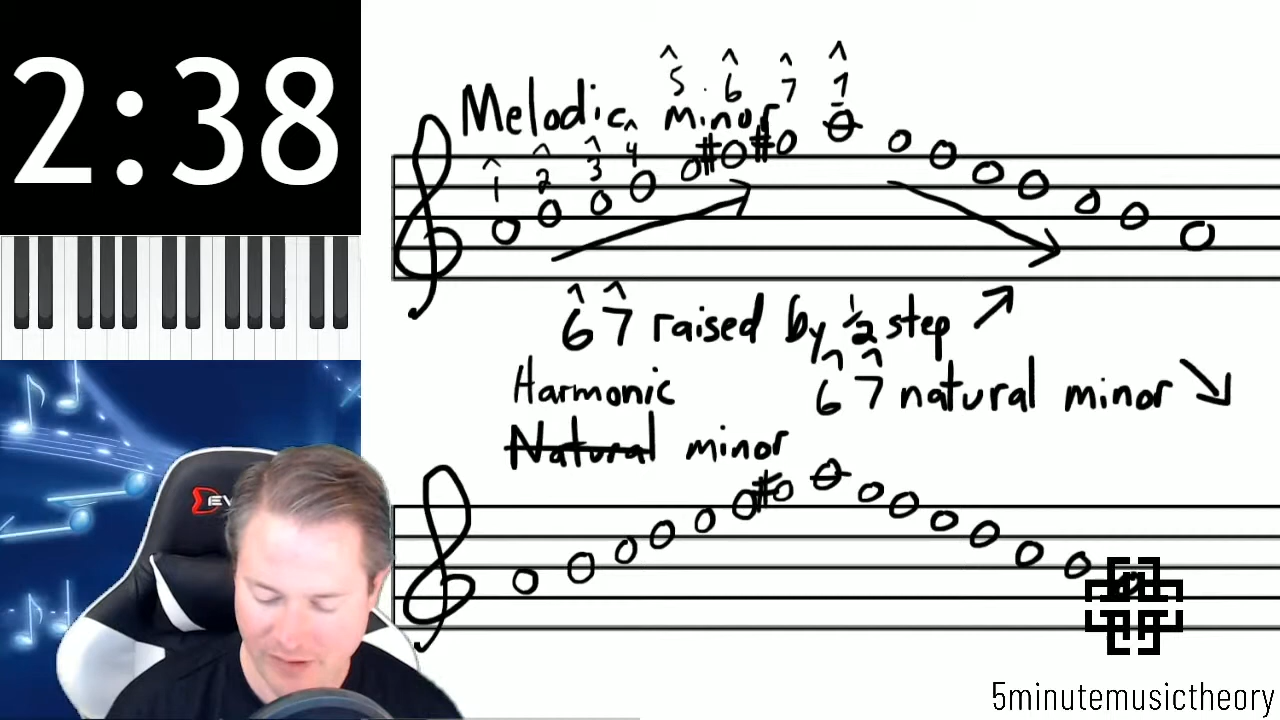 2:38
5 6 7 1
Melodic minor
1 2 3 4
6 7 raised by 1/2 step
6 7 natural minor
Harmonic
Natural minor
5minutemusictheory